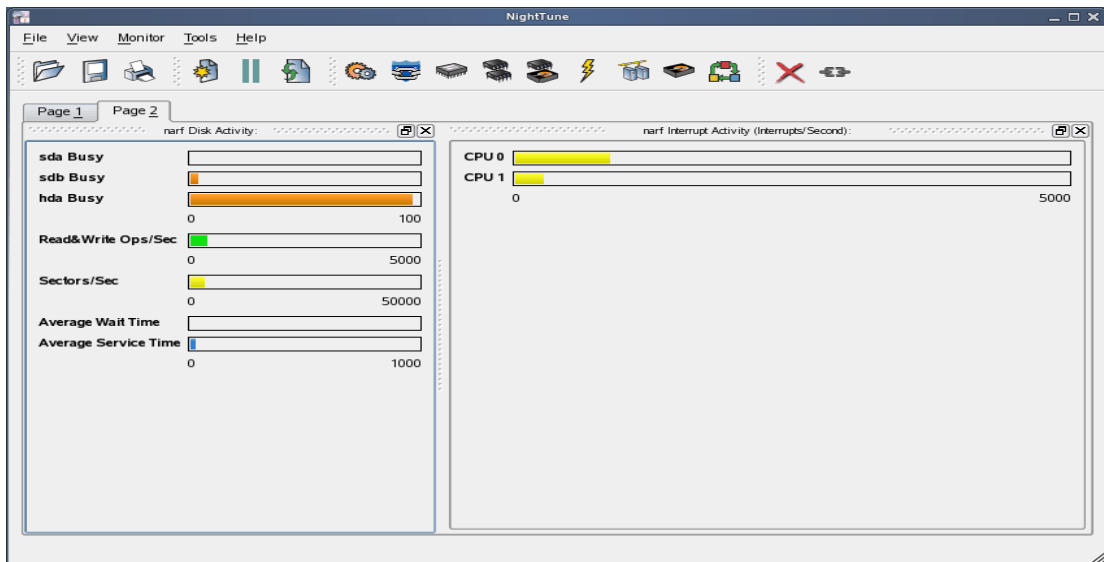 NightTune
File View Monitor Tools Help
Page 1 Page 2
narf Disk Activity:
sda Busy
sdb Busy
hda Busy
0 100
Read&Write Ops/Sec
0 5000
Sectors/Sec
0 50000
Average Wait Time
Average Service Time
0 1000
narf Interrupt Activity (Interrupts/Second):
CPU 0
CPU 1
0 5000